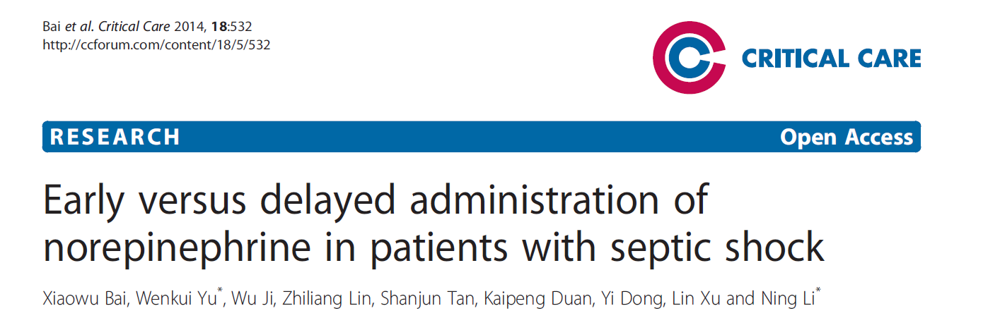 Bai et al. Critical Care 2014, 18:532
http://ccforum.com/content/18/5/532
CRITICAL CARE
RESEARCH
Open Access
Early versus delayed administration of
norepinephrine in patients with septic shock
Xiaowu Bai, Wenkui Yu*, Wu Ji, Zhiliang Lin, Shanjun Tan, Kaipeng Duan, Yi Dong, Lin Xu and Ning Li*